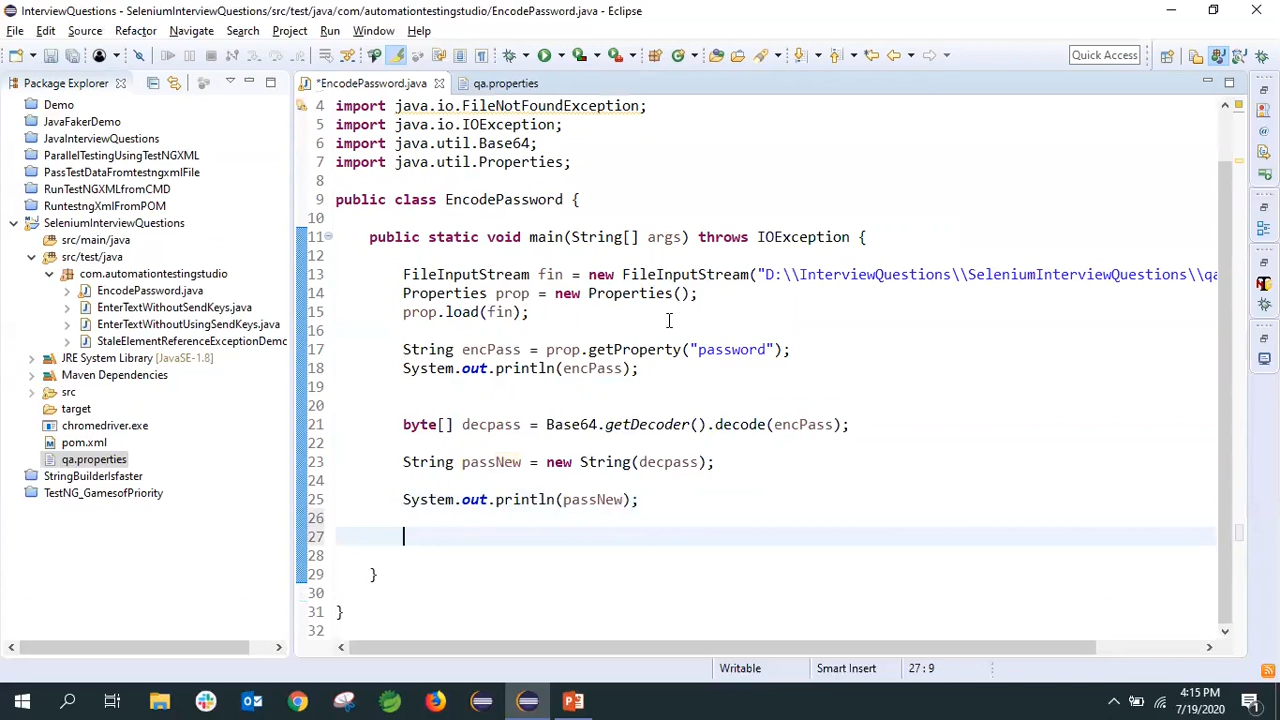 InterviewQuestions - SeleniumInterviewQuestions/src/test/java/com/automationtestingstudio/EncodePassword.java - Eclipse
File Edit Source Refactor Navigate Search Project Run Window Help
Quick Access
Package Explorer
*EncodePassword.java
qa.properties
Demo
JavaFakerDemo
JavaInterviewQuestions
ParallelTestingUsingTestNGXML
PassTestDataFromtestngxmlFile
RunTestNGXMLfromCMD
RuntestngXmlFromPOM
SeleniumInterviewQuestions
src/main/java
src/test/java
com.automationtestingstudio
EncodePassword.java
EnterTextWithoutSendKeys.java
EnterTextWithoutUsingSendKeys.java
StaleElementReferenceExceptionDemo
JRE System Library [JavaSE-1.8]
Maven Dependencies
src
target
chromedriver.exe
pom.xml
qa.properties
StringBuilderIsfaster
TestNG_GamesofPriority
4 import java.io.FileNotFoundException;
5 import java.io.IOException;
6 import java.util.Base64;
7 import java.util.Properties;
8
9 public class EncodePassword {
10
11 public static void main(String[] args) throws IOException {
12
13 FileInputStream fin = new FileInputStream("D:\\InterviewQuestions\\SeleniumInterviewQuestions\\qa
14 Properties prop = new Properties();
15 prop.load(fin);
16
17 String encPass = prop.getProperty("password");
18 System.out.println(encPass);
19
20
21 byte[] decpass = Base64.getDecoder().decode(encPass);
22
23 String passNew = new String(decpass);
24
25 System.out.println(passNew);
26
27
28
29 }
30
31 }
32
Writable Smart Insert 27 : 9
4:15 PM
7/19/2020